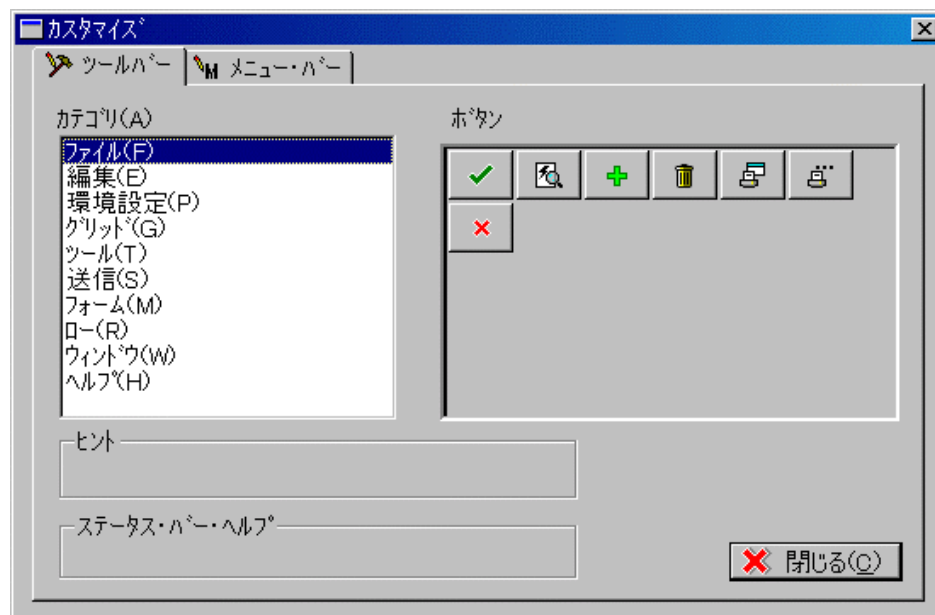 カスタマイズ
ツールバー
M メニュー・バー
カテゴリ(A)
ボタン
ファイル(F)
編集(E)
環境設定(P)
グリッド(G)
ツール(T)
送信(S)
フォーム(M)
ロー(R)
ウィンドウ(W)
ヘルプ(H)
ヒント
ステータス・バー・ヘルプ
閉じる(C)